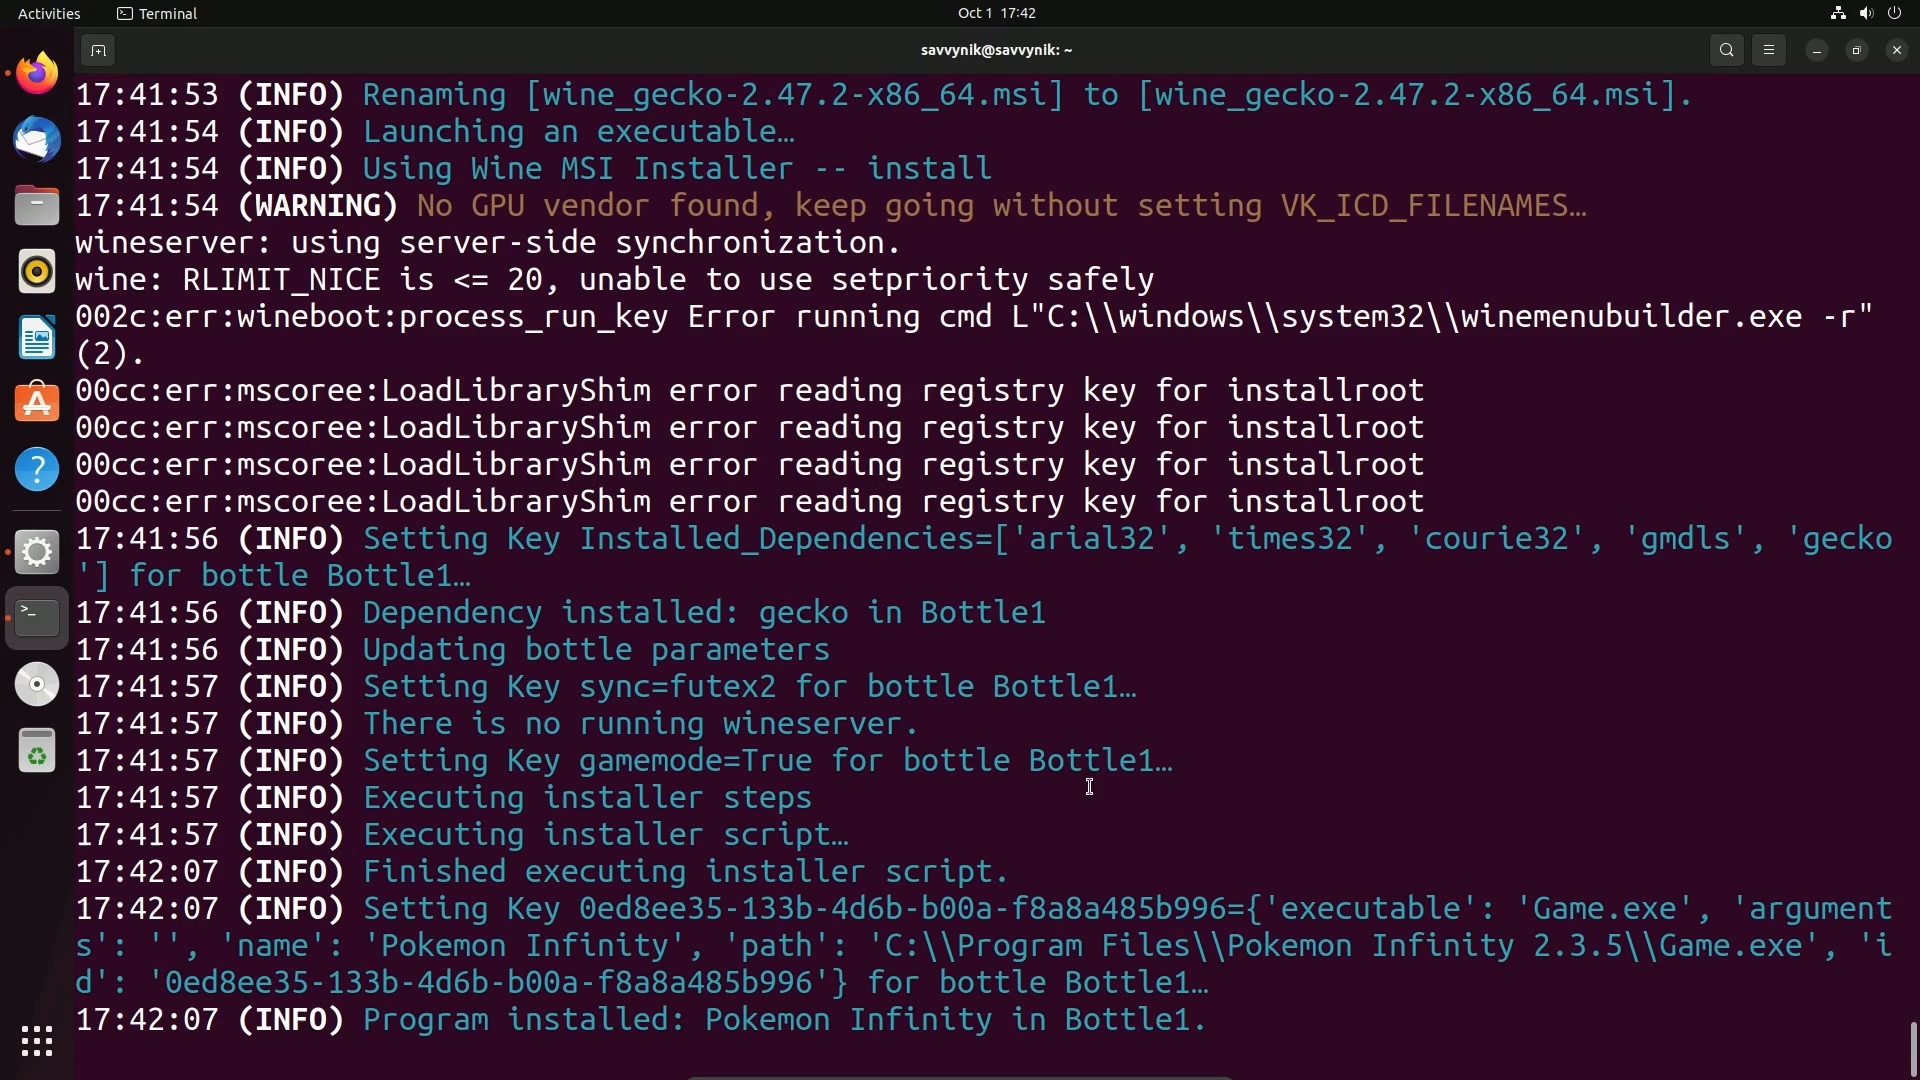 Activities
Terminal
Oct 1 17:42
savvynik@savvynik: ~
17:41:53 (INFO) Renaming [wine_gecko-2.47.2-x86_64.msi] to [wine_gecko-2.47.2-x86_64.msi].
17:41:54 (INFO) Launching an executable…
17:41:54 (INFO) Using Wine MSI Installer -- install
17:41:54 (WARNING) No GPU vendor found, keep going without setting VK_ICD_FILENAMES…
wineserver: using server-side synchronization.
wine: RLIMIT_NICE is <= 20, unable to use setpriority safely
002c:err:wineboot:process_run_key Error running cmd L"C:\\windows\\system32\\winemenubuilder.exe -r"
(2).
00cc:err:mscoree:LoadLibraryShim error reading registry key for installroot
00cc:err:mscoree:LoadLibraryShim error reading registry key for installroot
00cc:err:mscoree:LoadLibraryShim error reading registry key for installroot
00cc:err:mscoree:LoadLibraryShim error reading registry key for installroot
17:41:56 (INFO) Setting Key Installed_Dependencies=['arial32', 'times32', 'courie32', 'gmdls', 'gecko
'] for bottle Bottle1…
17:41:56 (INFO) Dependency installed: gecko in Bottle1
17:41:56 (INFO) Updating bottle parameters
17:41:57 (INFO) Setting Key sync=futex2 for bottle Bottle1…
17:41:57 (INFO) There is no running wineserver.
17:41:57 (INFO) Setting Key gamemode=True for bottle Bottle1…
17:41:57 (INFO) Executing installer steps
17:41:57 (INFO) Executing installer script…
17:42:07 (INFO) Finished executing installer script.
17:42:07 (INFO) Setting Key 0ed8ee35-133b-4d6b-b00a-f8a8a485b996={'executable': 'Game.exe', 'argument
s': '', 'name': 'Pokemon Infinity', 'path': 'C:\\Program Files\\Pokemon Infinity 2.3.5\\Game.exe', 'i
d': '0ed8ee35-133b-4d6b-b00a-f8a8a485b996'} for bottle Bottle1…
17:42:07 (INFO) Program installed: Pokemon Infinity in Bottle1.